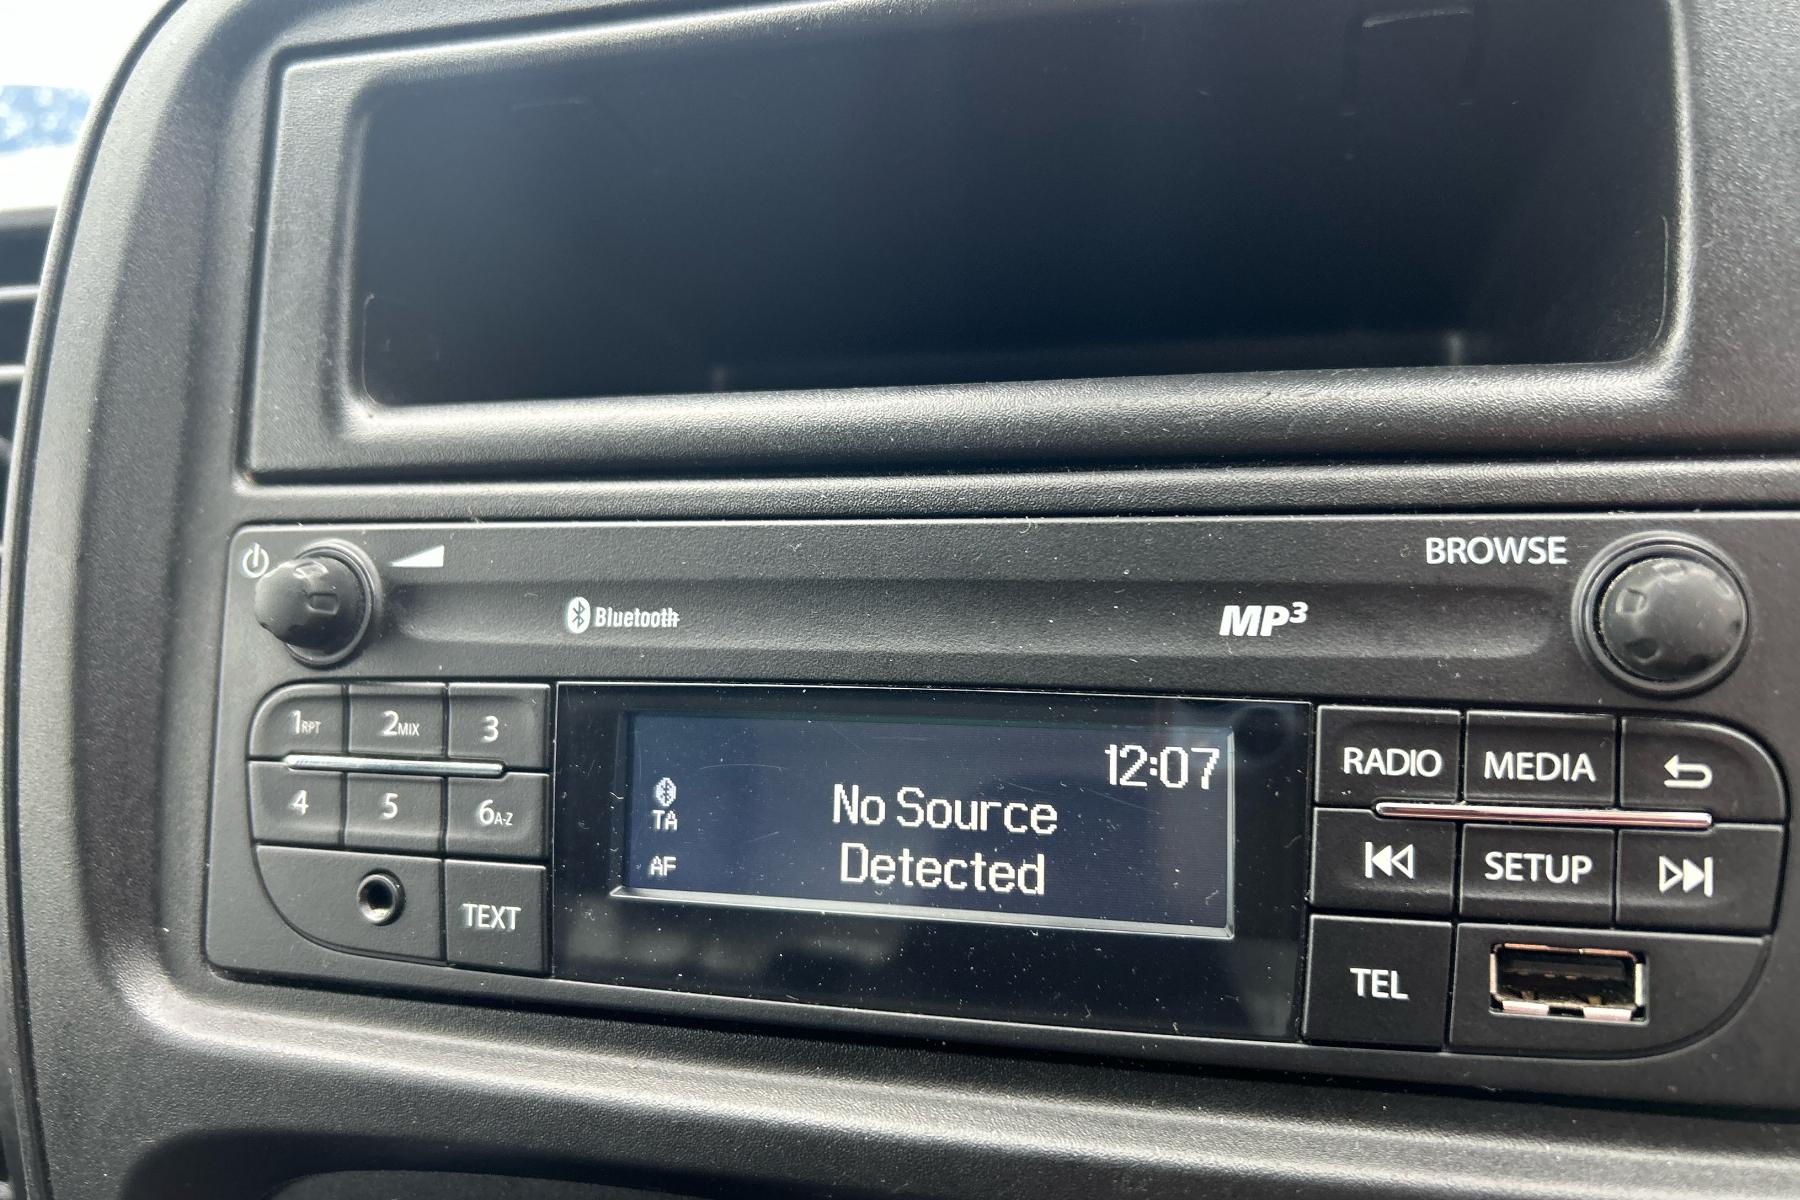 BROWSE
Bluetooth
MP3
1RPT 2MIX 3
4 5 6A-Z
TEXT
12:07
TA
AF
No Source
Detected
RADIO MEDIA
SETUP
TEL